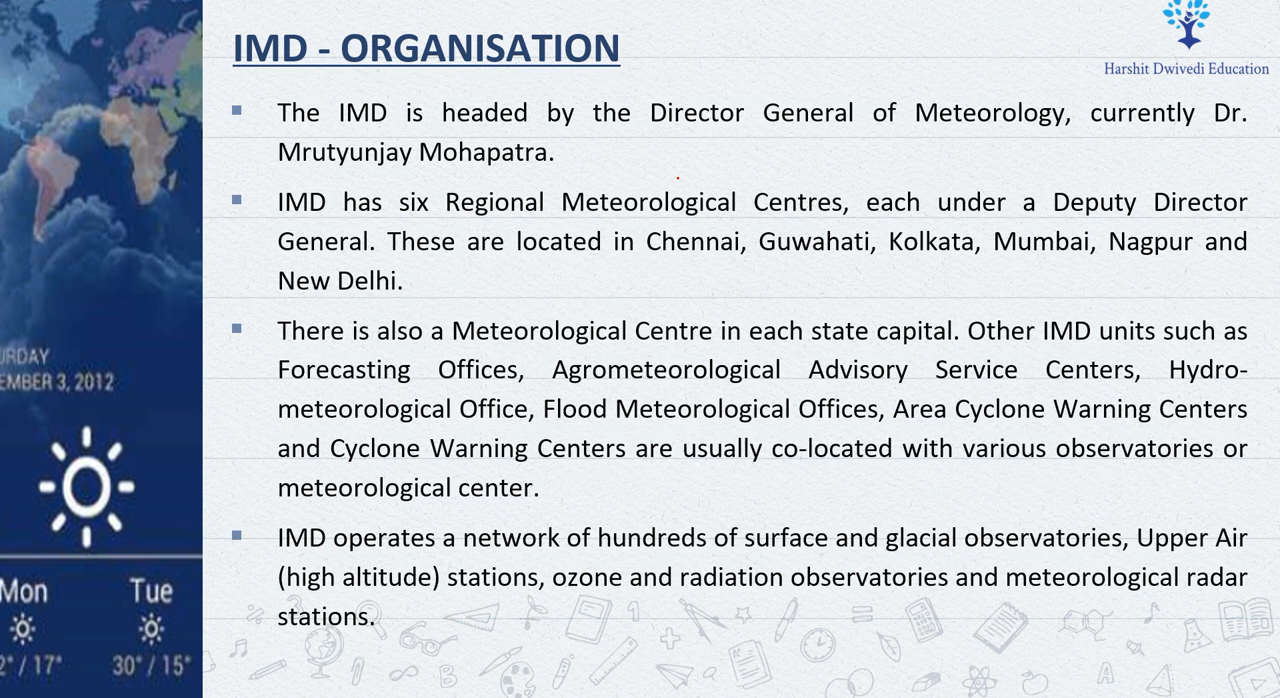 IMD - ORGANISATION
Harshit Dwivedi Education
The IMD is headed by the Director General of Meteorology, currently Dr.
Mrutyunjay Mohapatra.
IMD has six Regional Meteorological Centres, each under a Deputy Director
General. These are located in Chennai, Guwahati, Kolkata, Mumbai, Nagpur and
New Delhi.
There is also a Meteorological Centre in each state capital. Other IMD units such as
Forecasting Offices, Agrometeorological Advisory Service Centers, Hydro-
meteorological Office, Flood Meteorological Offices, Area Cyclone Warning Centers
and Cyclone Warning Centers are usually co-located with various observatories or
meteorological center.
IMD operates a network of hundreds of surface and glacial observatories, Upper Air
(high altitude) stations, ozone and radiation observatories and meteorological radar
stations.
URDAY
EMBER 3, 2012
Mon Tue
2° / 17° 30° / 15°